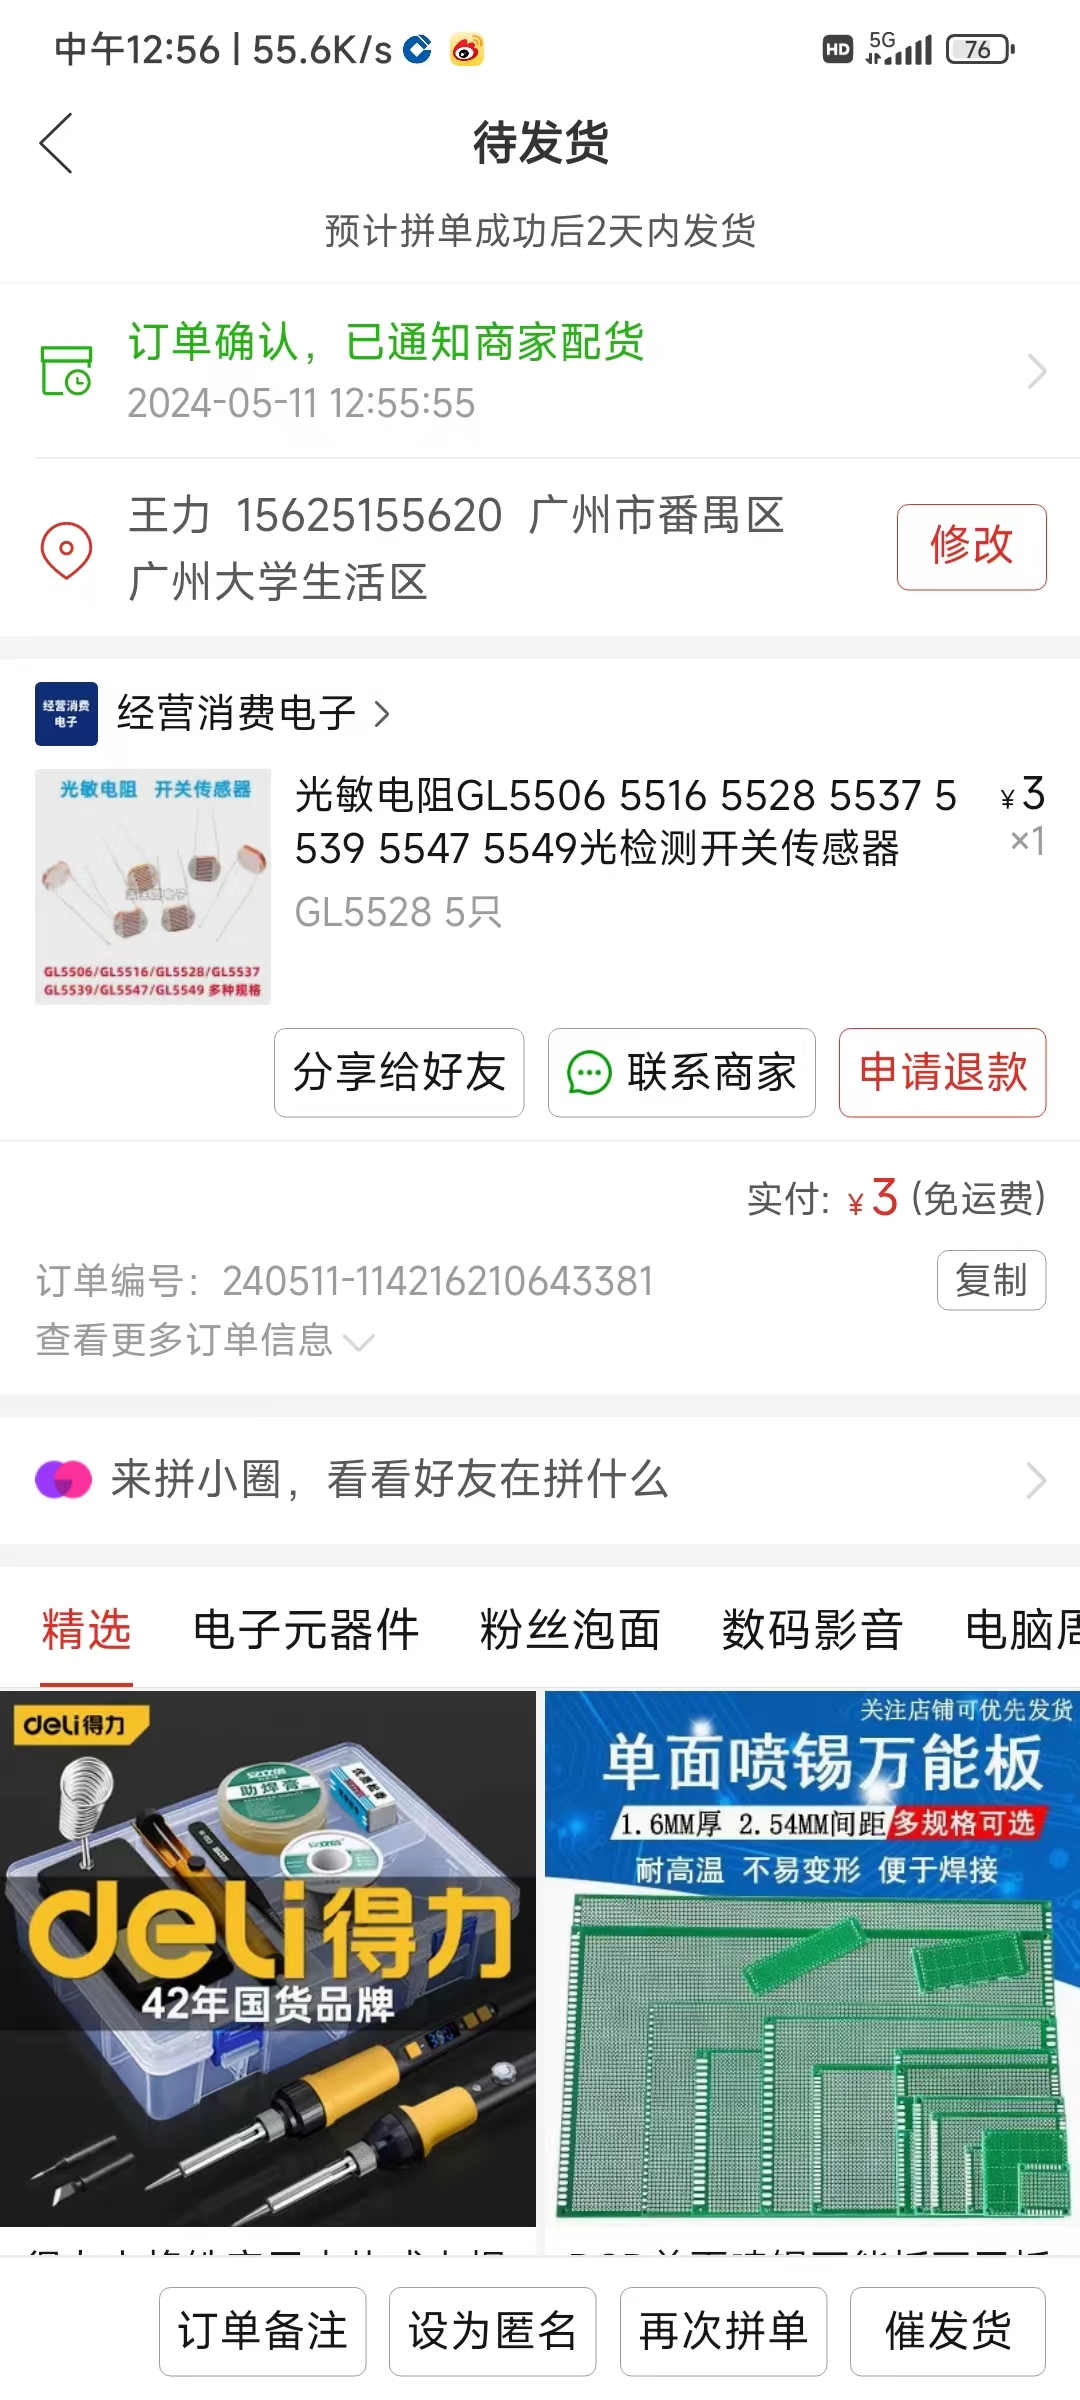 中午12:56 | 55.6K/s
HD 5G 76
待发货
预计拼单成功后2天内发货
订单确认，已通知商家配货
2024-05-11 12:55:55
王力 15625155620 广州市番禺区
广州大学生活区
修改
经营消费
电子
经营消费电子
光敏电阻 开关传感器
GL5506/GL5516/GL5528/GL5537
GL5539/GL5547/GL5549 多种规格
光敏电阻GL5506 5516 5528 5537 5
539 5547 5549光检测开关传感器
¥3
×1
GL5528 5只
分享给好友
联系商家
申请退款
实付: ¥3 (免运费)
订单编号：240511-114216210643381
复制
查看更多订单信息
来拼小圈，看看好友在拼什么
精选 电子元器件 粉丝泡面 数码影音 电脑周
deli得力
助焊膏
deli得力
42年国货品牌
关注店铺可优先发货
单面喷锡万能板
1.6MM厚 2.54MM间距 多规格可选
耐高温 不易变形 便于焊接
订单备注
设为匿名
再次拼单
催发货